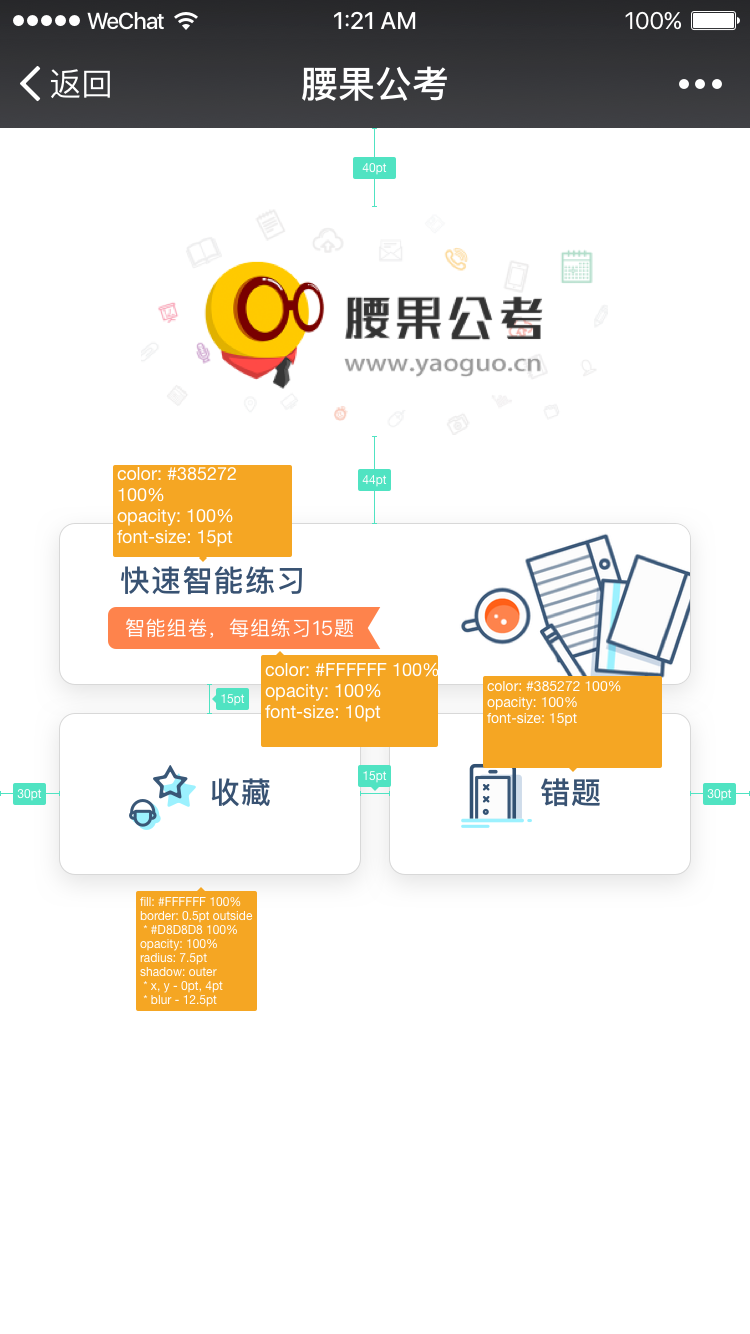 WeChat 1:21 AM 100%
返回 腰果公考
40pt
腰果公考
www.yaoguo.cn
44pt
color: #385272
100%
opacity: 100%
font-size: 15pt
快速智能练习
智能组卷，每组练习15题
color: #FFFFFF 100%
opacity: 100%
font-size: 10pt
color: #385272 100%
opacity: 100%
font-size: 15pt
15pt
15pt
30pt
收藏
错题
30pt
fill: #FFFFFF 100%
border: 0.5pt outside
* #D8D8D8 100%
opacity: 100%
radius: 7.5pt
shadow: outer
* x, y - 0pt, 4pt
* blur - 12.5pt